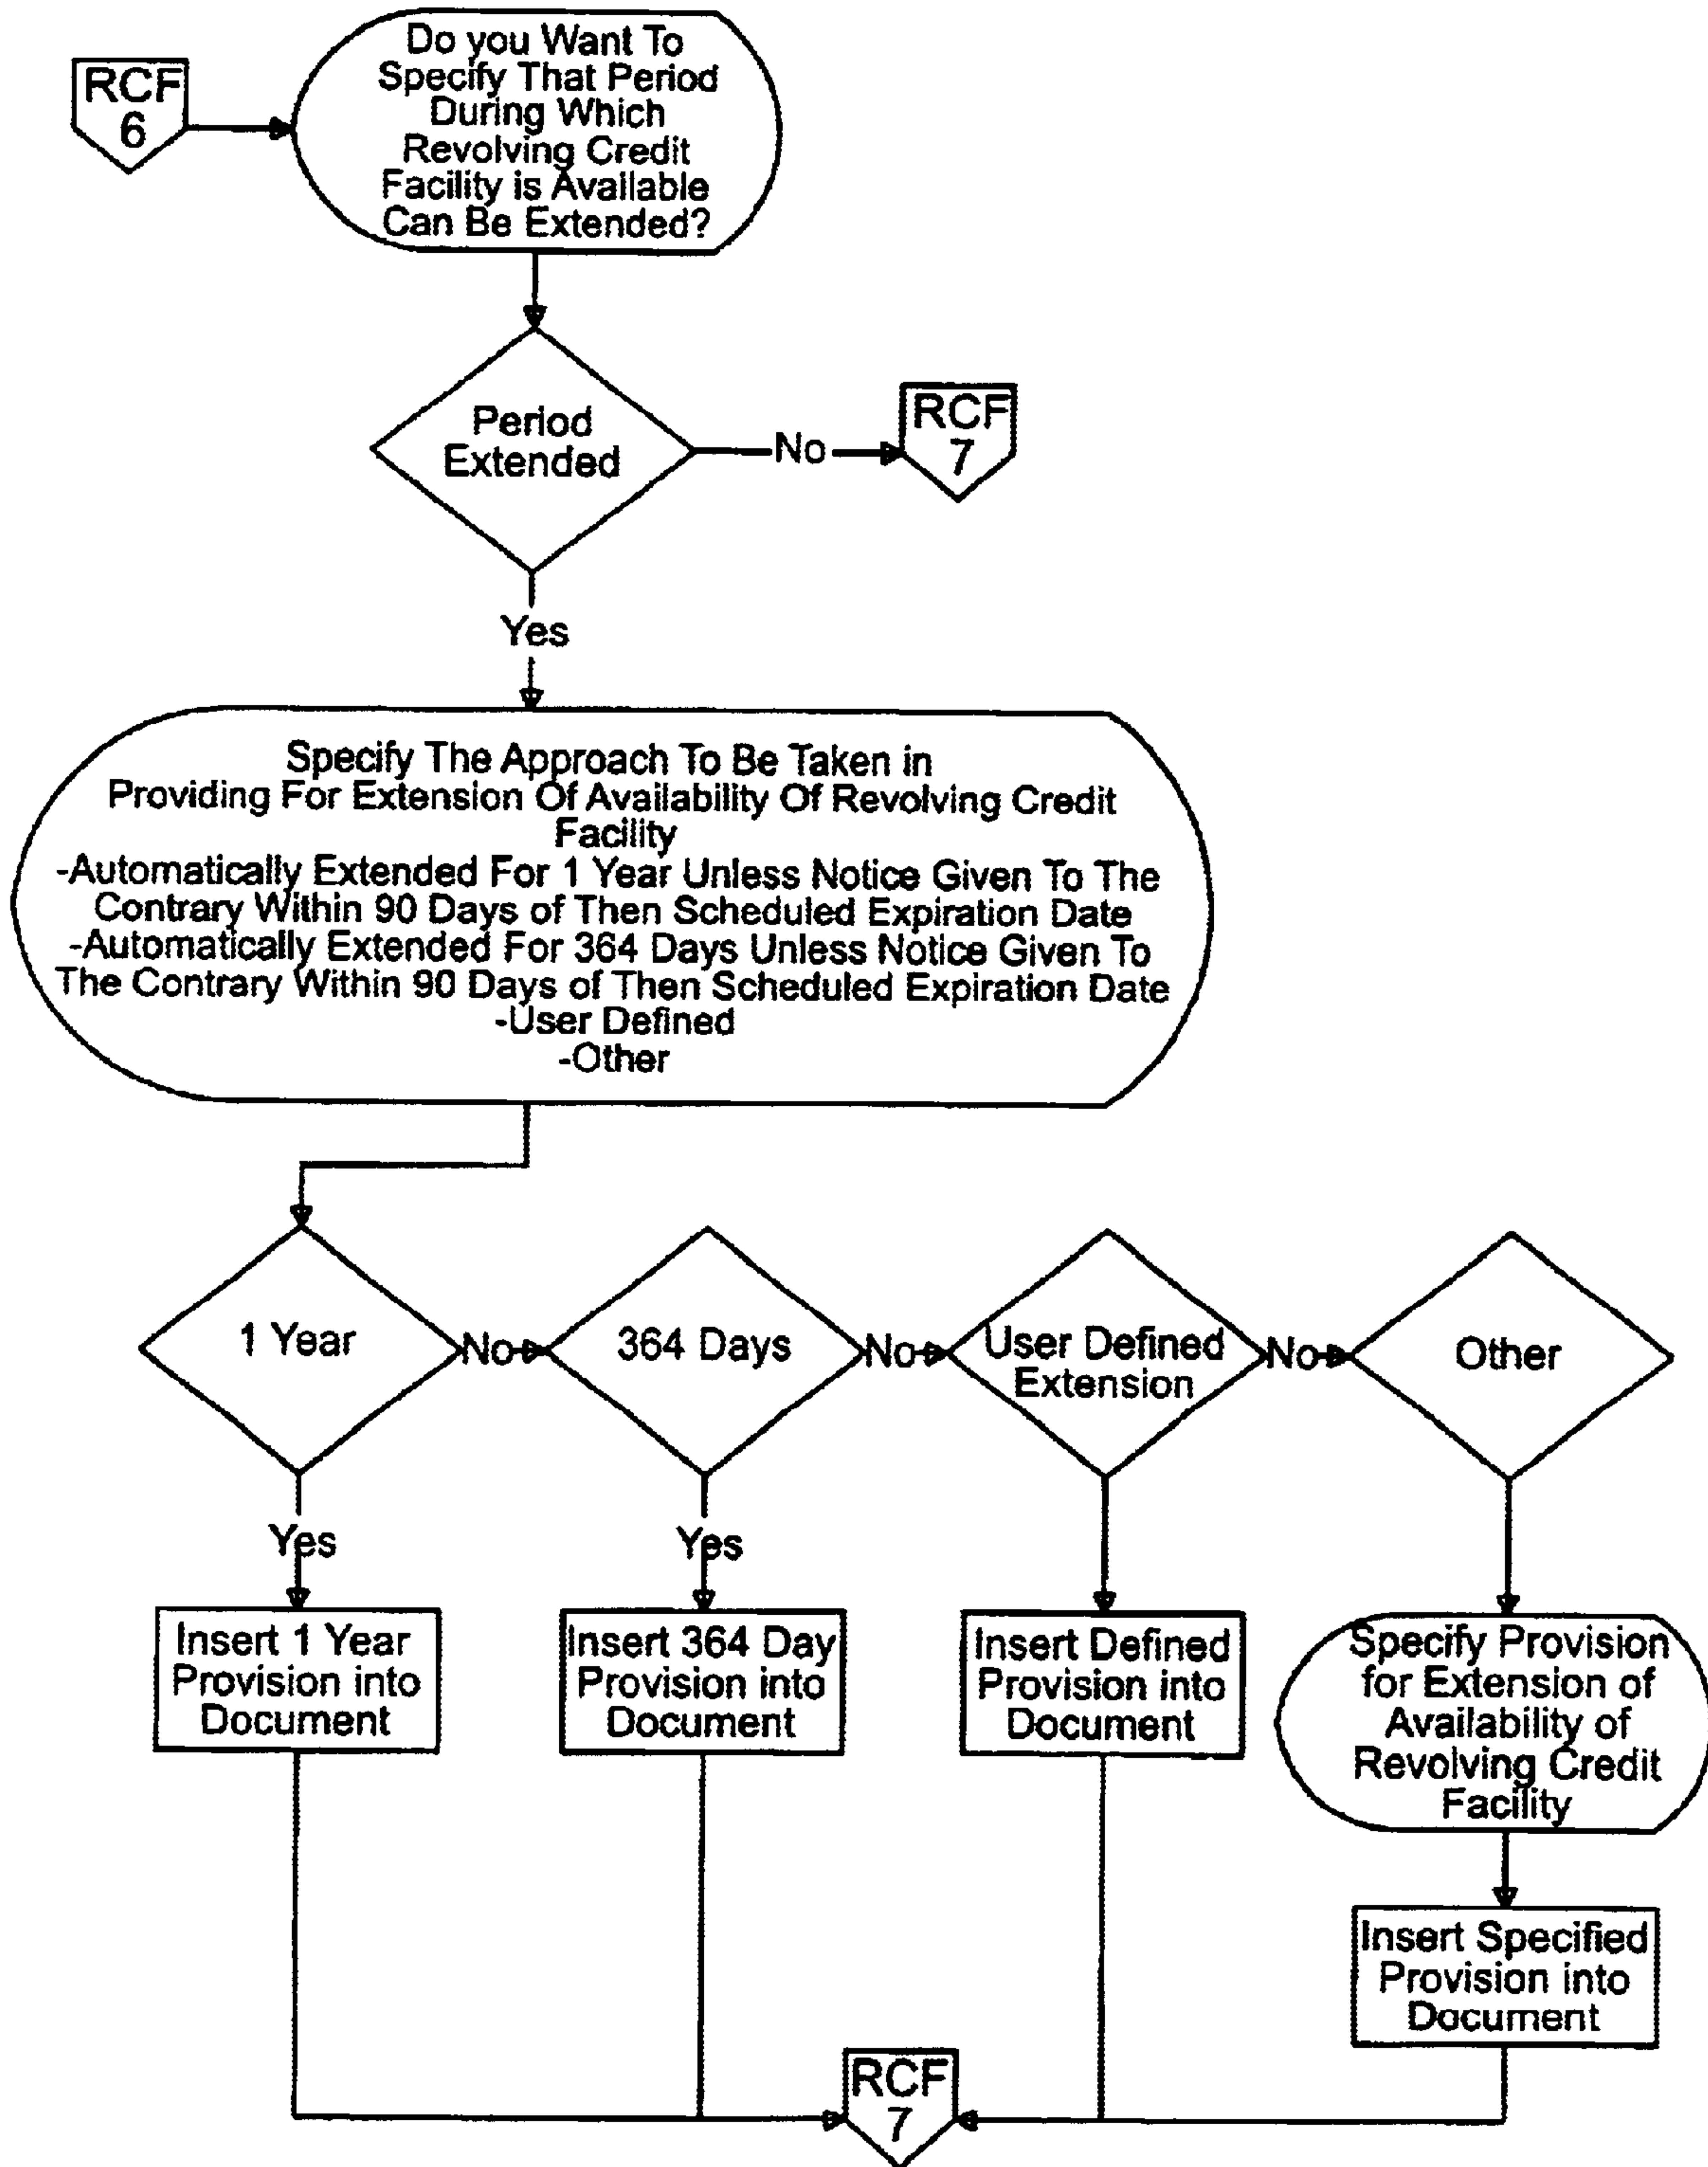 RCF
6
Do you Want To
Specify That Period
During Which
Revolving Credit
Facility is Available
Can Be Extended?
Period
Extended
No
RCF
7
Yes
Specify The Approach To Be Taken in
Providing For Extension Of Availability Of Revolving Credit
Facility
-Automatically Extended For 1 Year Unless Notice Given To The
Contrary Within 90 Days of Then Scheduled Expiration Date
-Automatically Extended For 364 Days Unless Notice Given To
The Contrary Within 90 Days of Then Scheduled Expiration Date
-User Defined
-Other
1 Year
No
364 Days
No
User Defined
Extension
No
Other
Yes
Yes
Insert 1 Year
Provision into
Document
Insert 364 Day
Provision into
Document
Insert Defined
Provision into
Document
Specify Provision
for Extension of
Availability of
Revolving Credit
Facility
Insert Specified
Provision into
Document
RCF
7